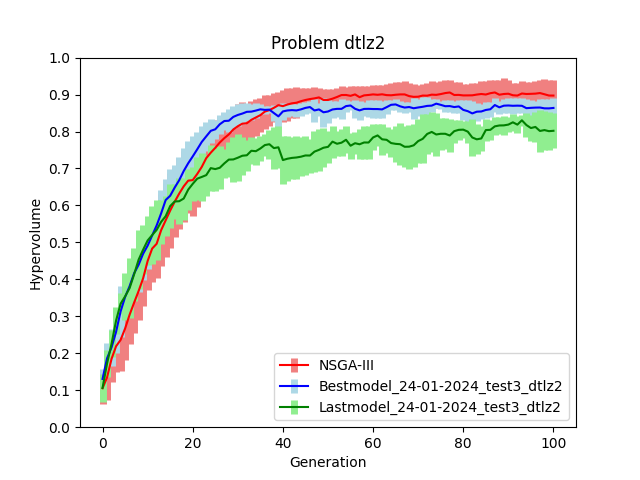 Problem dtlz2
Hypervolume
1.0
0.9
0.8
0.7
0.6
0.5
0.4
0.3
0.2
0.1
0.0
NSGA-III
Bestmodel_24-01-2024_test3_dtlz2
Lastmodel_24-01-2024_test3_dtlz2
0 20 40 60 80 100
Generation